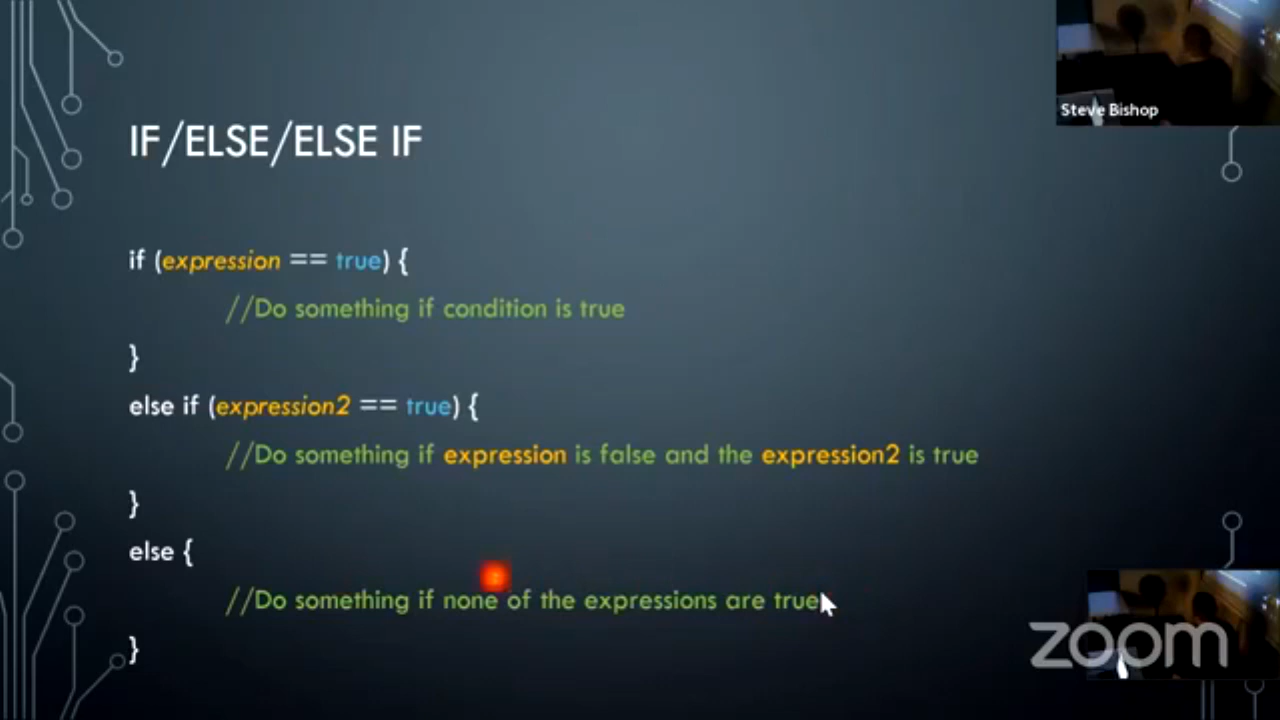 Steve Bishop
IF/ELSE/ELSE IF
if (expression == true) {
//Do something if condition is true
}
else if (expression2 == true) {
//Do something if expression is false and the expression2 is true
}
else {
//Do something if none of the expressions are true
}
zoom